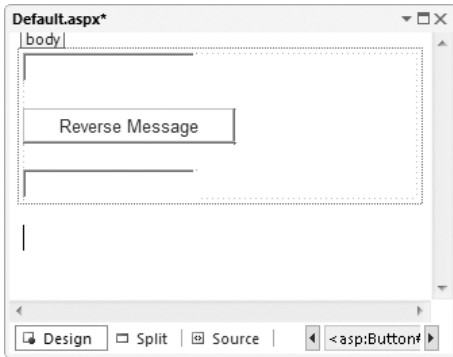 Default.aspx*
body
Reverse Message
Design Split Source <asp:Button#